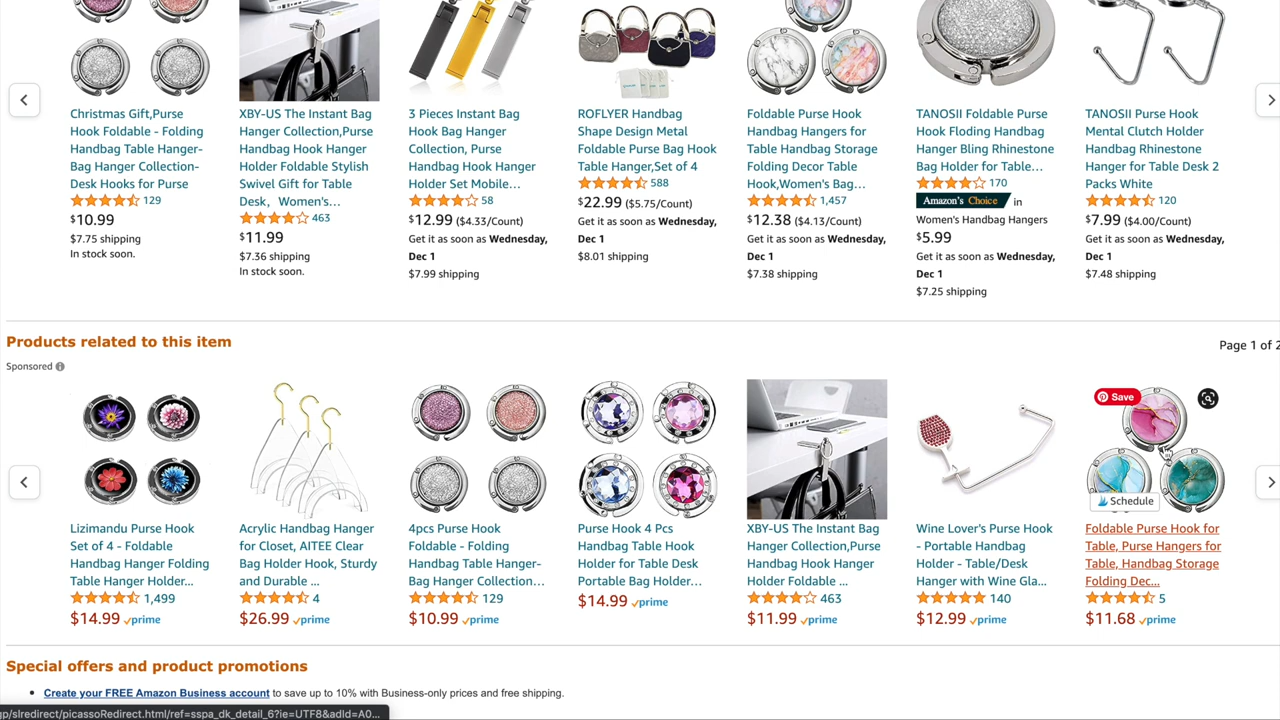 Christmas Gift,Purse
Hook Foldable - Folding
Handbag Table Hanger-
Bag Hanger Collection-
Desk Hooks for Purse
129
$10.99
$7.75 shipping
In stock soon.
XBY-US The Instant Bag
Hanger Collection,Purse
Handbag Hook Hanger
Holder Foldable Stylish
Swivel Gift for Table
Desk，Women's...
463
$11.99
$7.36 shipping
In stock soon.
3 Pieces Instant Bag
Hook Bag Hanger
Collection, Purse
Handbag Hook Hanger
Holder Set Mobile...
58
$12.99 ($4.33/Count)
Get it as soon as Wednesday,
Dec 1
$7.99 shipping
ROFLYER Handbag
Shape Design Metal
Foldable Purse Bag Hook
Table Hanger,Set of 4
588
$22.99 ($5.75/Count)
Get it as soon as Wednesday,
Dec 1
$8.01 shipping
Foldable Purse Hook
Handbag Hangers for
Table Handbag Storage
Folding Decor Table
Hook,Women's Bag...
1,457
$12.38 ($4.13/Count)
Get it as soon as Wednesday,
Dec 1
$7.38 shipping
TANOSII Foldable Purse
Hook Floding Handbag
Hanger Bling Rhinestone
Bag Holder for Table...
170
Amazon's Choice in
Women's Handbag Hangers
$5.99
Get it as soon as Wednesday,
Dec 1
$7.25 shipping
TANOSII Purse Hook
Mental Clutch Holder
Handbag Rhinestone
Hanger for Table Desk 2
Packs White
120
$7.99 ($4.00/Count)
Get it as soon as Wednesday,
Dec 1
$7.48 shipping
Products related to this item
Page 1 of 2
Sponsored
Save
Schedule
Lizimandu Purse Hook
Set of 4 - Foldable
Handbag Hanger Folding
Table Hanger Holder...
1,499
$14.99 prime
Acrylic Handbag Hanger
for Closet, AITEE Clear
Bag Holder Hook, Sturdy
and Durable ...
4
$26.99 prime
4pcs Purse Hook
Foldable - Folding
Handbag Table Hanger-
Bag Hanger Collection...
129
$10.99 prime
Purse Hook 4 Pcs
Handbag Table Hook
Holder for Table Desk
Portable Bag Holder...
$14.99 prime
XBY-US The Instant Bag
Hanger Collection,Purse
Handbag Hook Hanger
Holder Foldable ...
463
$11.99 prime
Wine Lover's Purse Hook
- Portable Handbag
Holder - Table/Desk
Hanger with Wine Gla...
140
$12.99 prime
Foldable Purse Hook for
Table, Purse Hangers for
Table, Handbag Storage
Folding Dec...
5
$11.68 prime
Special offers and product promotions
Create your FREE Amazon Business account to save up to 10% with Business-only prices and free shipping.
gp/slredirect/picassoRedirect.html/ref=sspa_dk_detail_6?ie=UTF8&adId=A0...